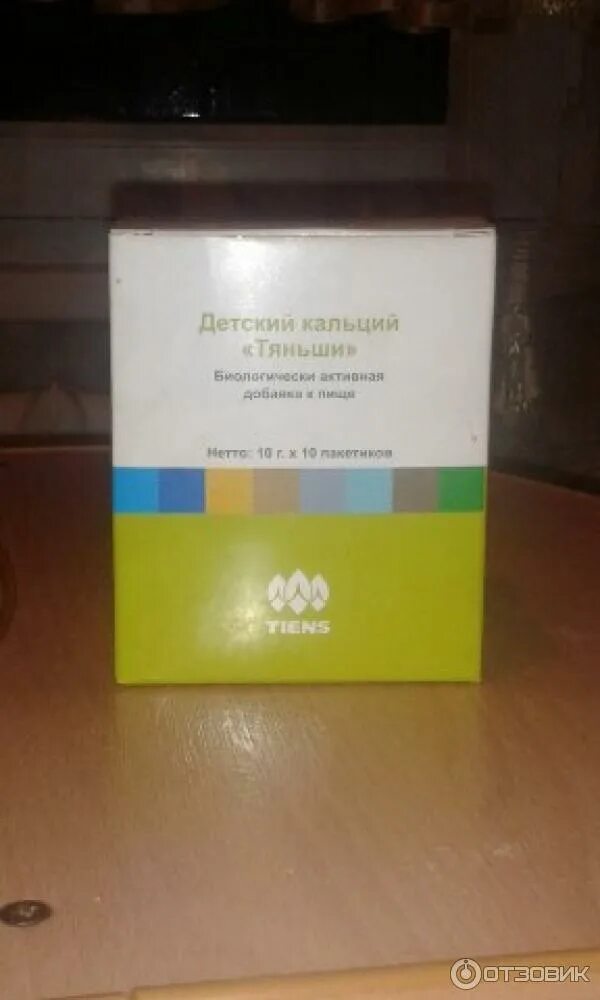 Детский кальций
«Тяньши»
Биологически активная
добавка к пище
Нетто: 10 г. х 10 пакетиков
TIENS
ОТЗОВИК